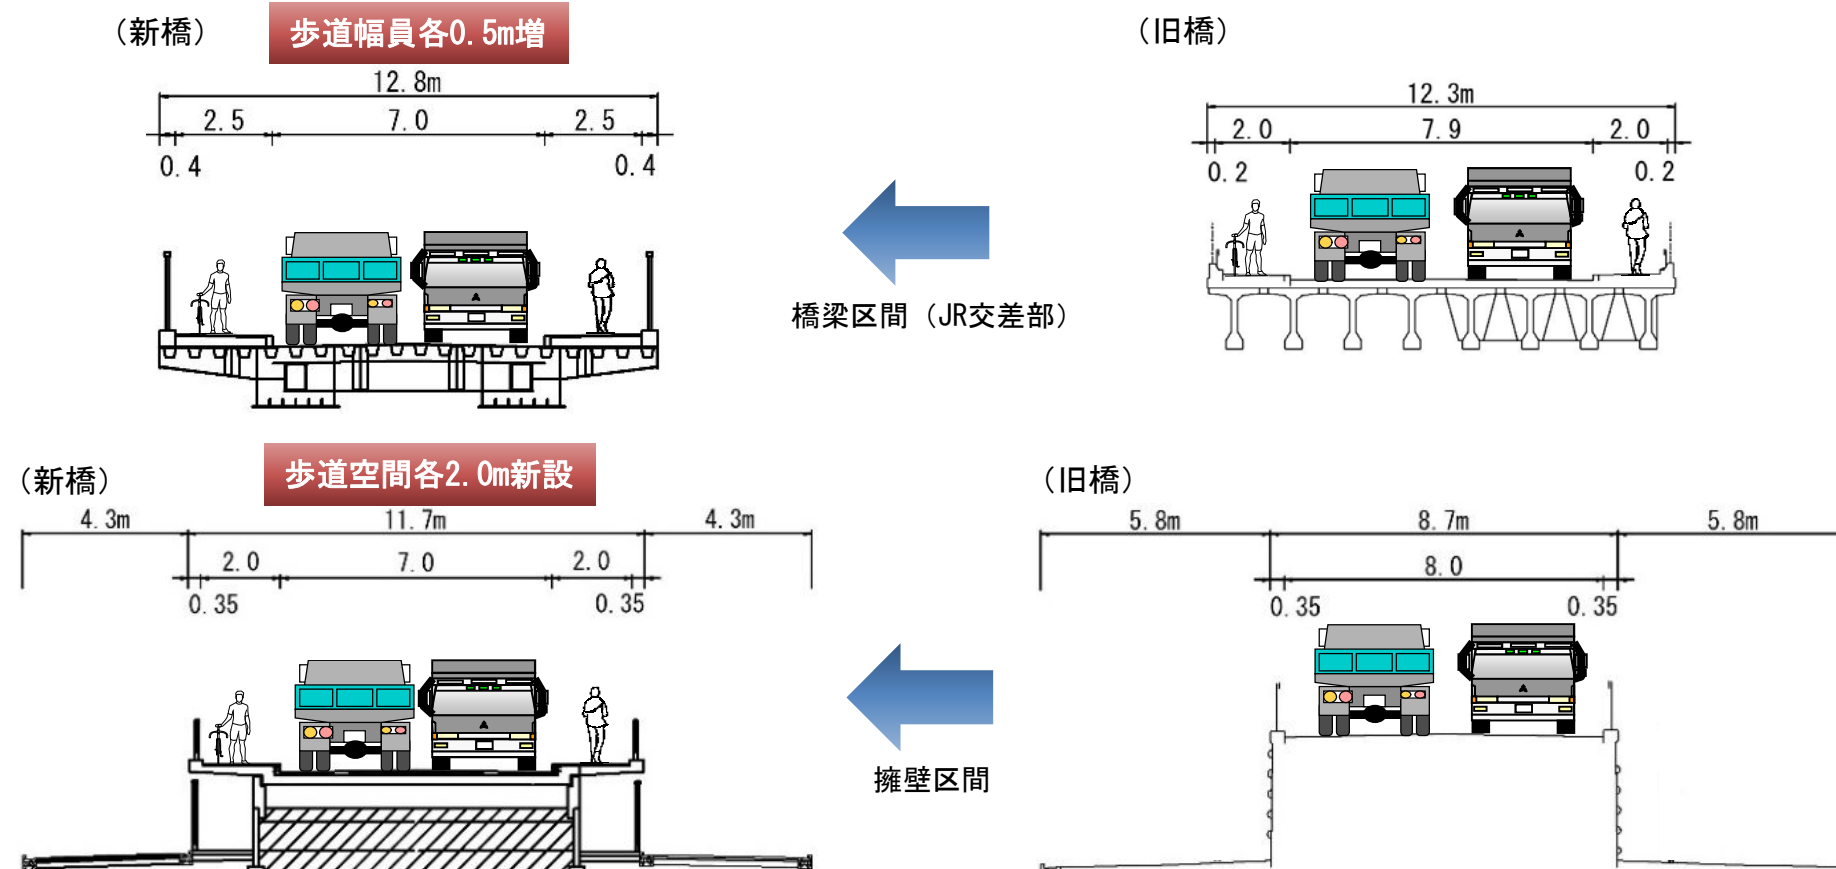 （新橋）
歩道幅員各0.5m増
12.8m
2.5 7.0 2.5
0.4 0.4
（旧橋）
12.3m
2.0 7.9 2.0
0.2 0.2
橋梁区間（JR交差部）
（新橋）
歩道空間各2.0m新設
4.3m 11.7m 4.3m
2.0 7.0 2.0
0.35 0.35
（旧橋）
5.8m 8.7m 5.8m
8.0
0.35 0.35
擁壁区間